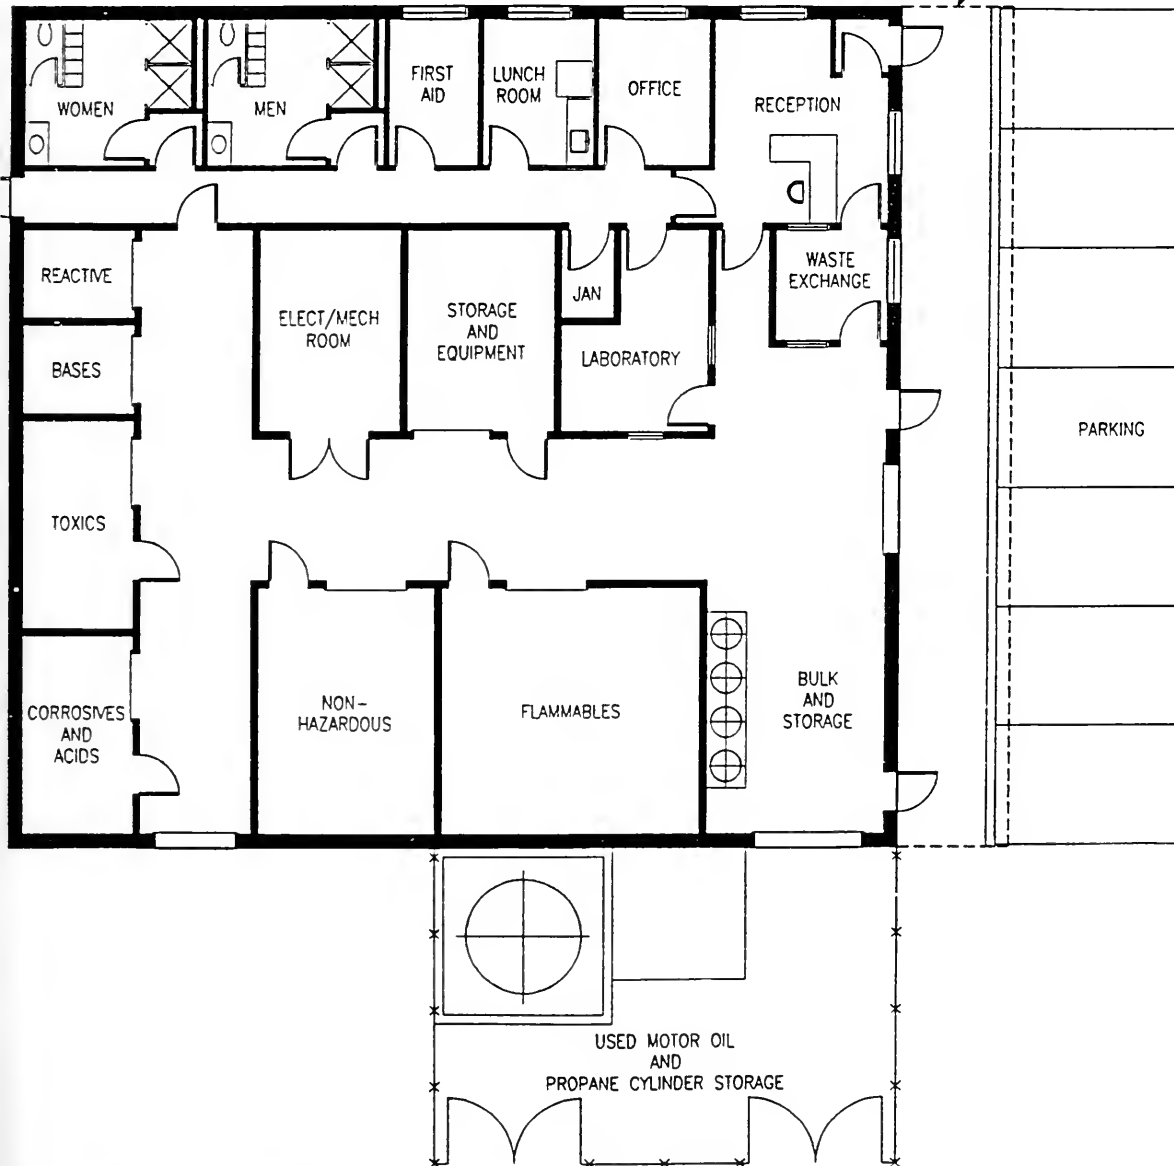 WOMEN
MEN
FIRST
AID
LUNCH
ROOM
OFFICE
RECEPTION
REACTIVE
BASES
TOXICS
CORROSIVES
AND
ACIDS
ELECT/MECH
ROOM
STORAGE
AND
EQUIPMENT
JAN
LABORATORY
WASTE
EXCHANGE
PARKING
NON-
HAZARDOUS
FLAMMABLES
BULK
AND
STORAGE
USED MOTOR OIL
AND
PROPANE CYLINDER STORAGE